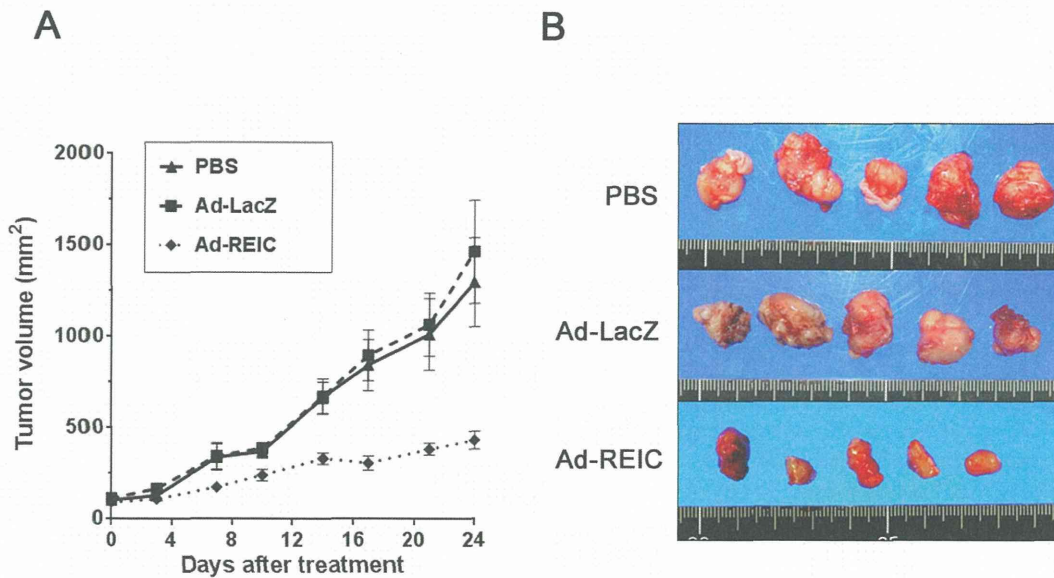 A
B
PBS
Ad-LacZ
Ad-REIC
Tumor volume (mm²)
2000
1500
1000
500
0
0 4 8 12 16 20 24
Days after treatment
PBS
Ad-LacZ
Ad-REIC